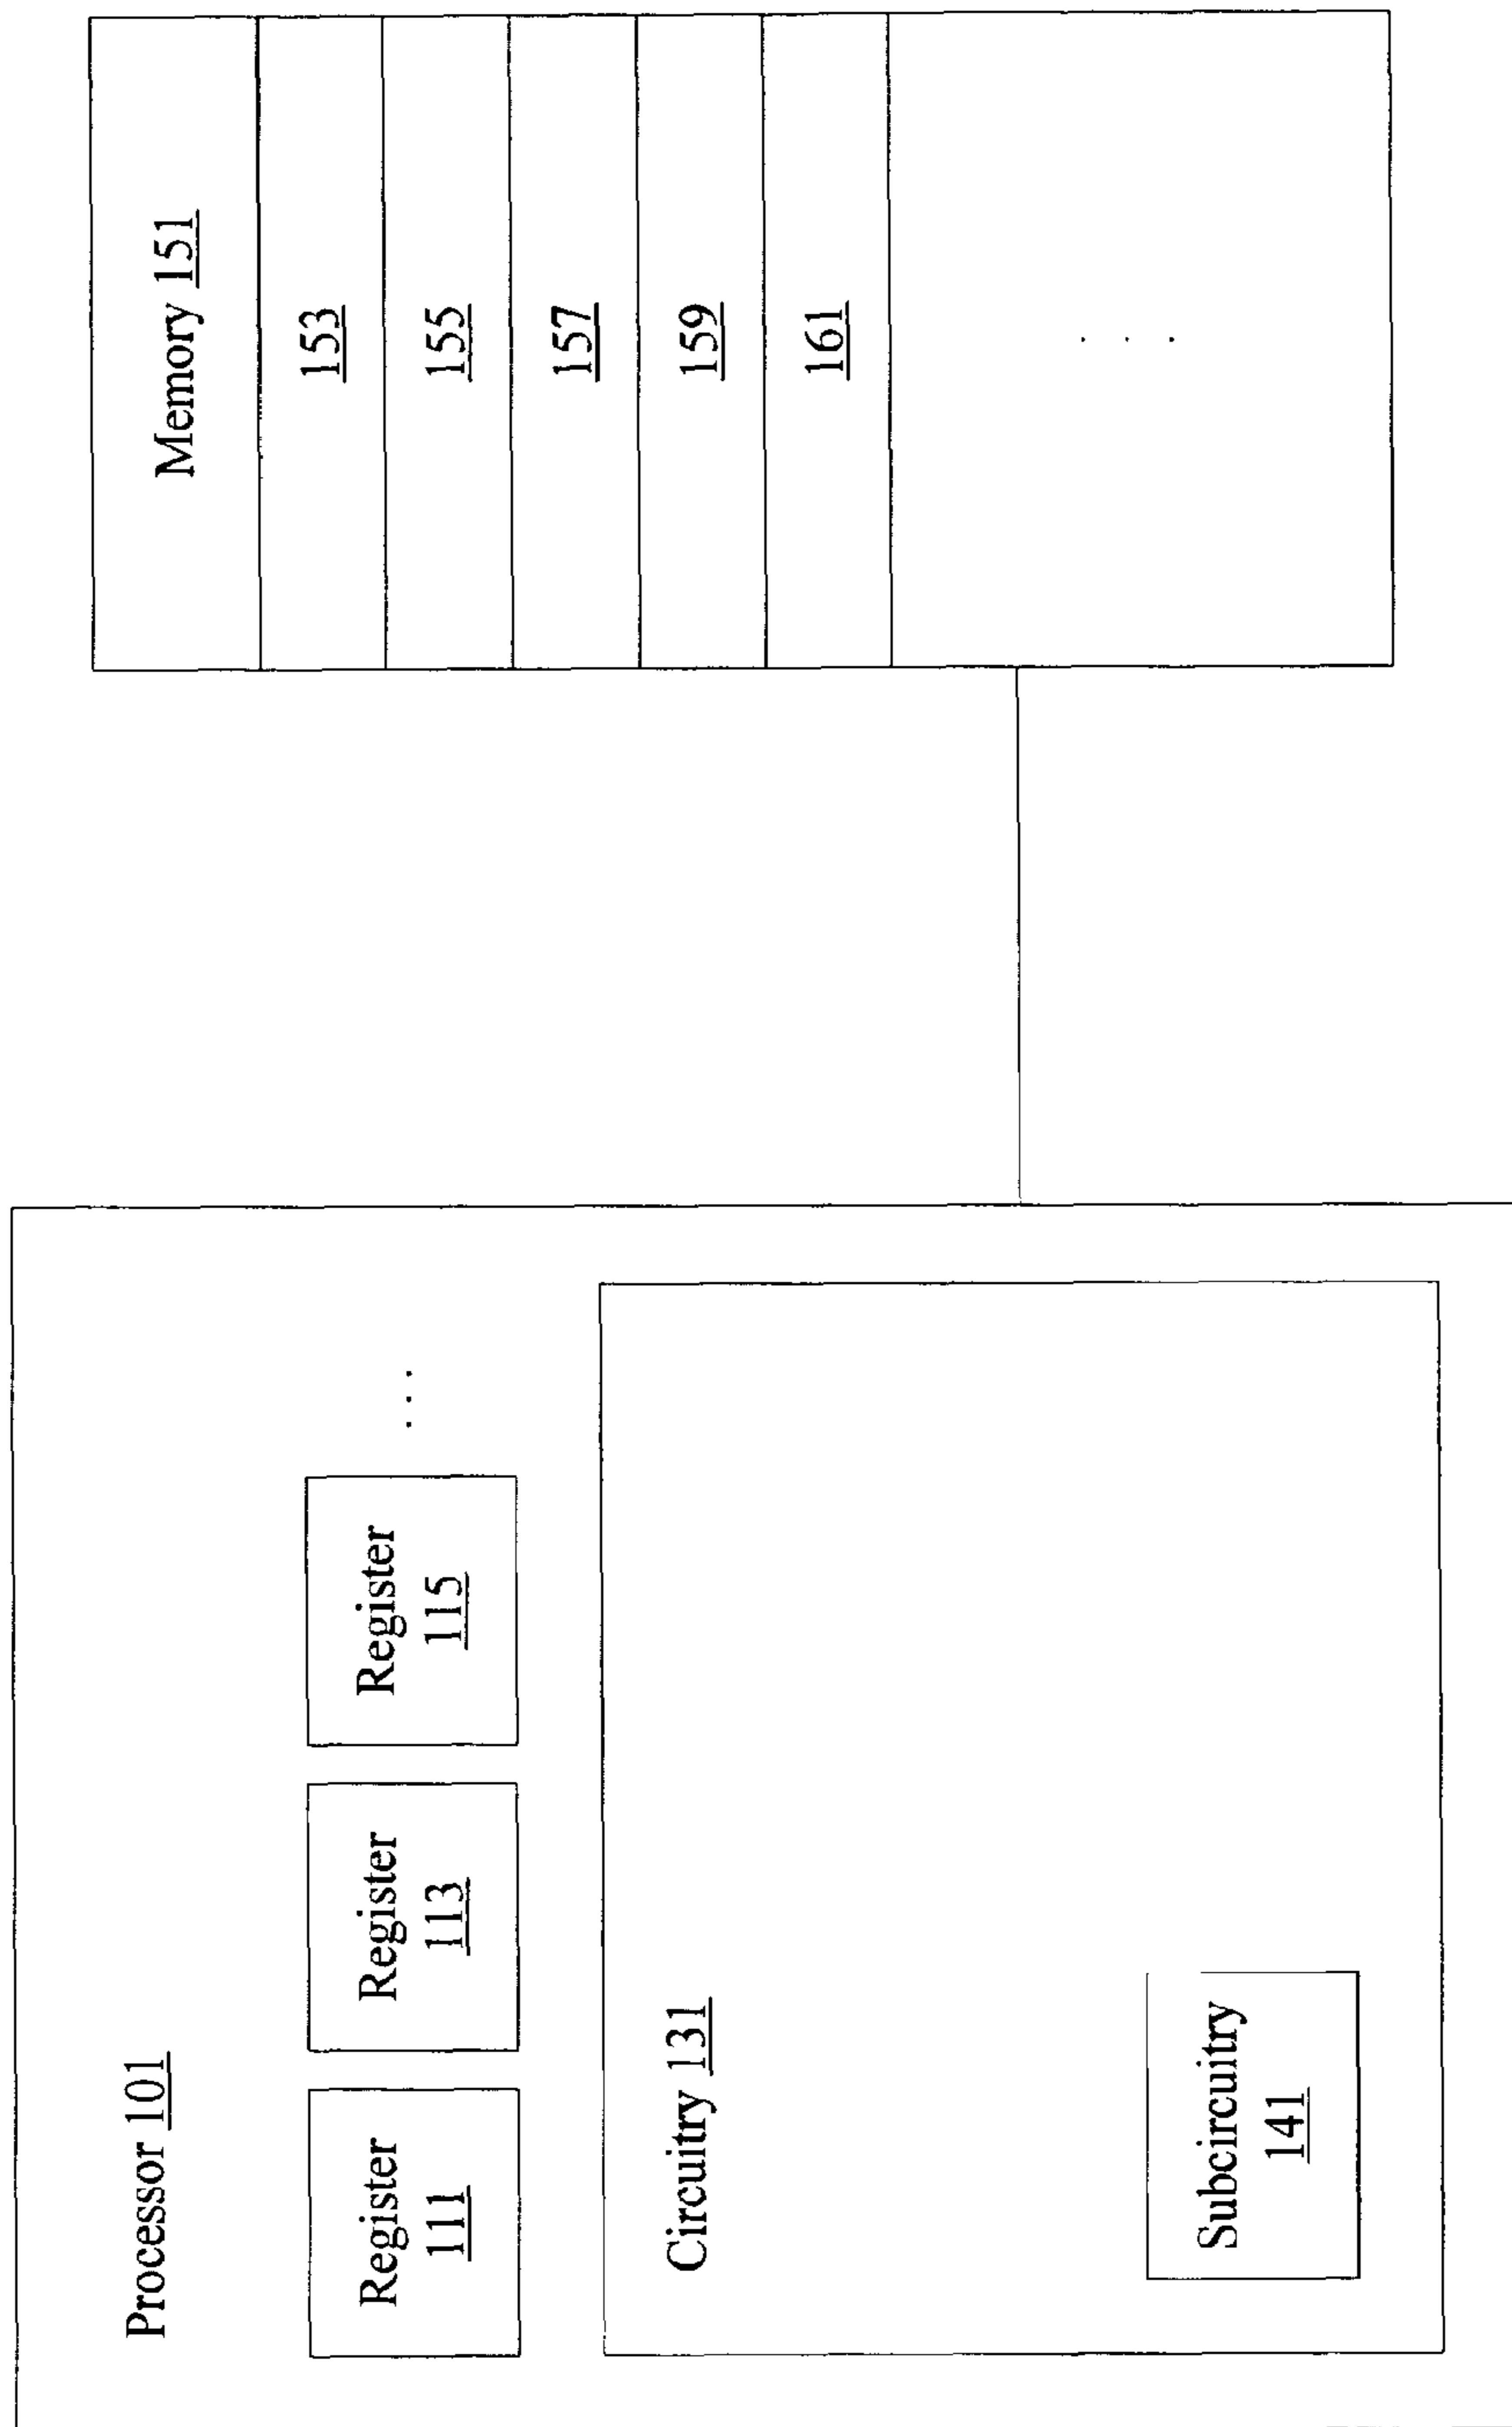 Processor 101
Register
111
Register
113
Register
115
...
Circuitry 131
Subcircuitry
141
Memory 151
153
155
157
159
161
. . .